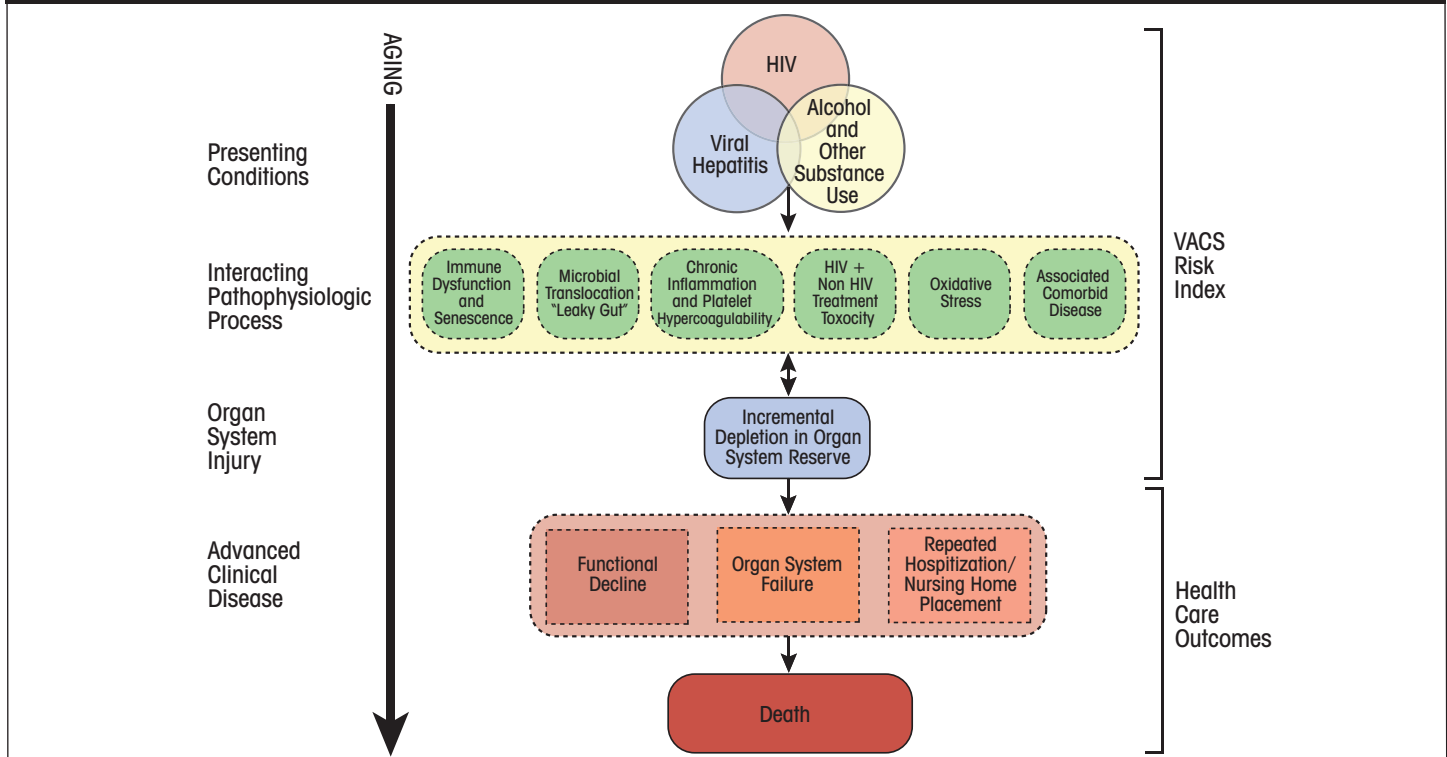 AGING
HIV
Viral
Hepatitis
Alcohol
and
Other
Substance
Use
Presenting
Conditions
Interacting
Pathophysiologic
Process
Immune
Dysfunction
and
Senescence
Microbial
Translocation
"Leaky Gut"
Chronic
Inflammation
and Platelet
Hypercoagulability
HIV +
Non HIV
Treatment
Toxocity
Oxidative
Stress
Associated
Comorbid
Disease
VACS
Risk
Index
Organ
System
Injury
Incremental
Depletion in Organ
System Reserve
Advanced
Clinical
Disease
Functional
Decline
Organ System
Failure
Repeated
Hospitization/
Nursing Home
Placement
Health
Care
Outcomes
Death